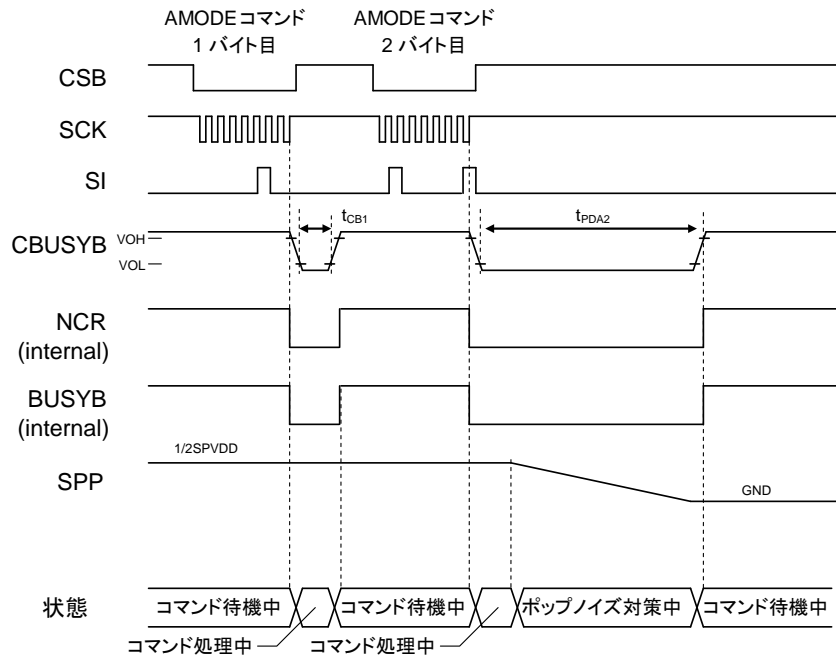 AMODEコマンド
1 バイト目
AMODEコマンド
2 バイト目
CSB
SCK
SI
tCB1
tPDA2
CBUSYB
VOH
VOL
NCR
(internal)
BUSYB
(internal)
1/2SPVDD
SPP
GND
状態
コマンド待機中
コマンド待機中
ポップノイズ対策中
コマンド待機中
コマンド処理中
コマンド処理中